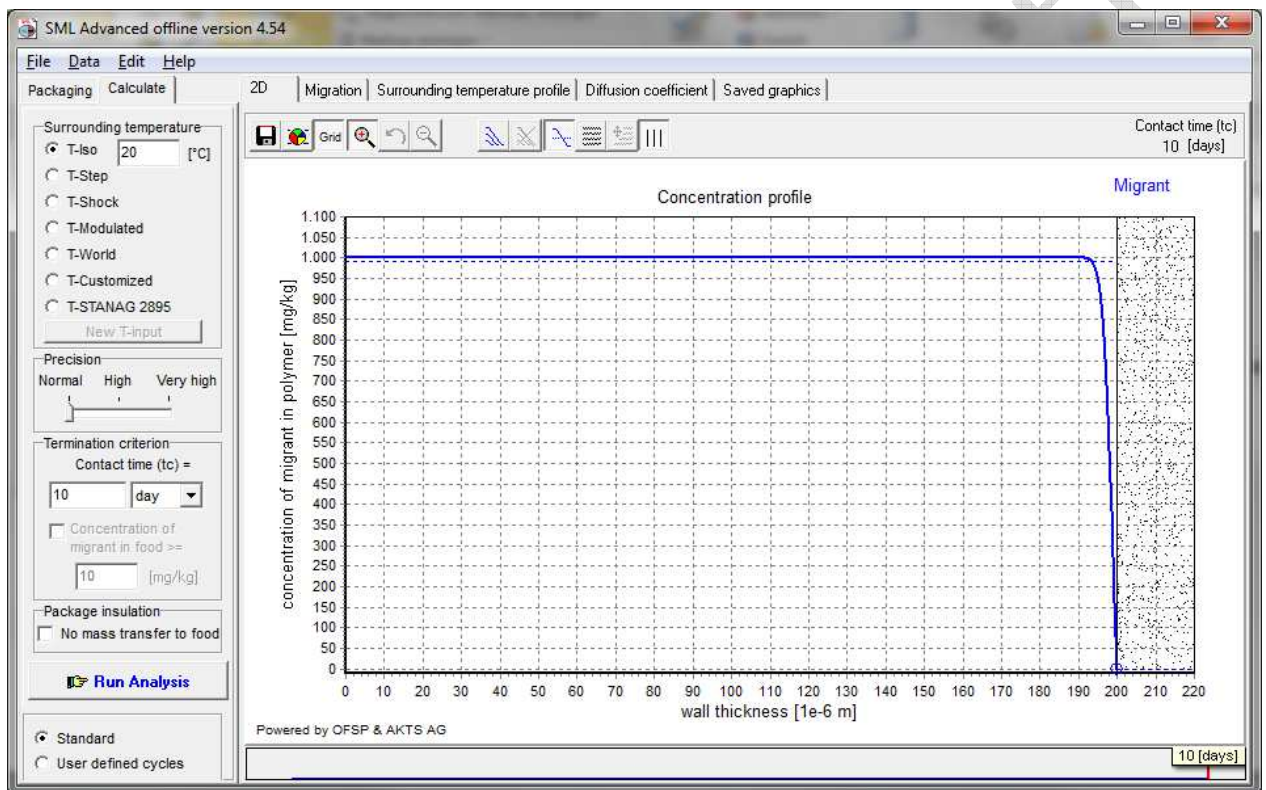 SML Advanced offline version 4.54
File Data Edit Help
Packaging Calculate
2D Migration Surrounding temperature profile Diffusion coefficient Saved graphics
Surrounding temperature
T-Iso 20 [°C]
T-Step
T-Shock
T-Modulated
T-World
T-Customized
T-STANAG 2895
New T-input
Precision
Normal High Very high
Termination criterion
Contact time (tc) =
10 day
Concentration of
migrant in food >=
10 [mg/kg]
Package insulation
No mass transfer to food
Run Analysis
Standard
User defined cycles
Grid
Contact time (tc)
10 [days]
Concentration profile
Migrant
concentration of migrant in polymer [mg/kg]
1.100
1.050
1.000
950
900
850
800
750
700
650
600
550
500
450
400
350
300
250
200
150
100
50
0
0 10 20 30 40 50 60 70 80 90 100 110 120 130 140 150 160 170 180 190 200 210 220
wall thickness [1e-6 m]
Powered by OFSP & AKTS AG
10 [days]